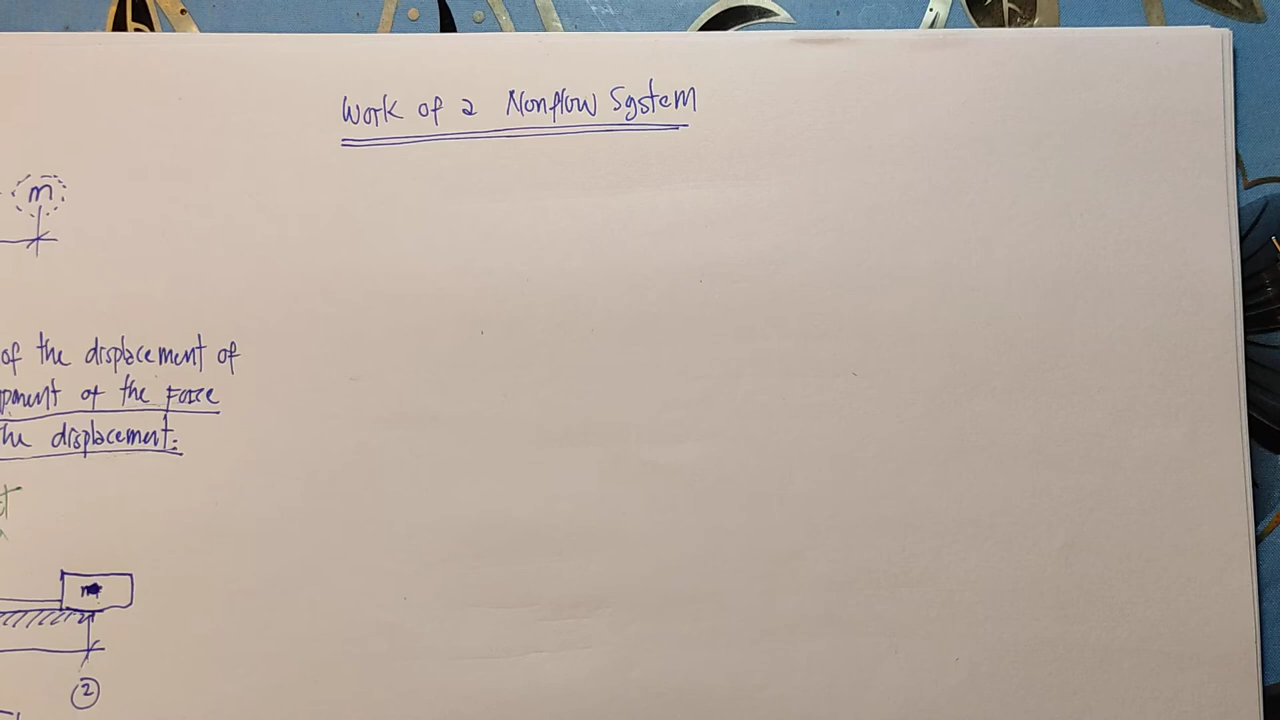 Work of a Nonflow System
m
of the displacement of
ponent of the Force
the displacement.
m
2